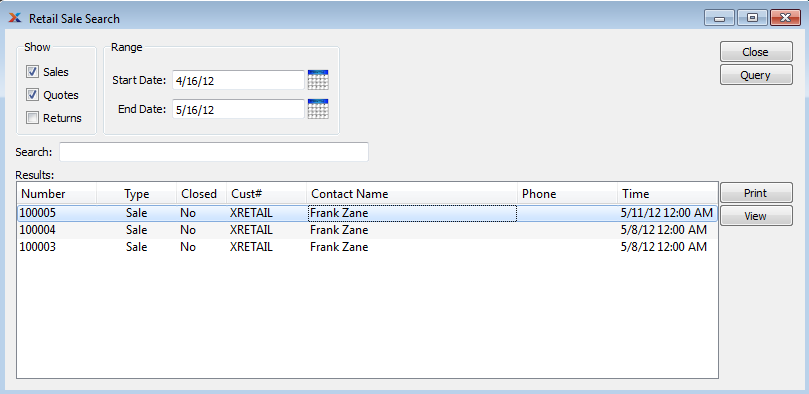 Retail Sale Search
Show
Range
Sales
Quotes
Returns
Start Date: 4/16/12
End Date: 5/16/12
Close
Query
Search:
Results:
Number Type Closed Cust# Contact Name Phone Time
100005 Sale No XRETAIL Frank Zane 5/11/12 12:00 AM
100004 Sale No XRETAIL Frank Zane 5/8/12 12:00 AM
100003 Sale No XRETAIL Frank Zane 5/8/12 12:00 AM
Print
View